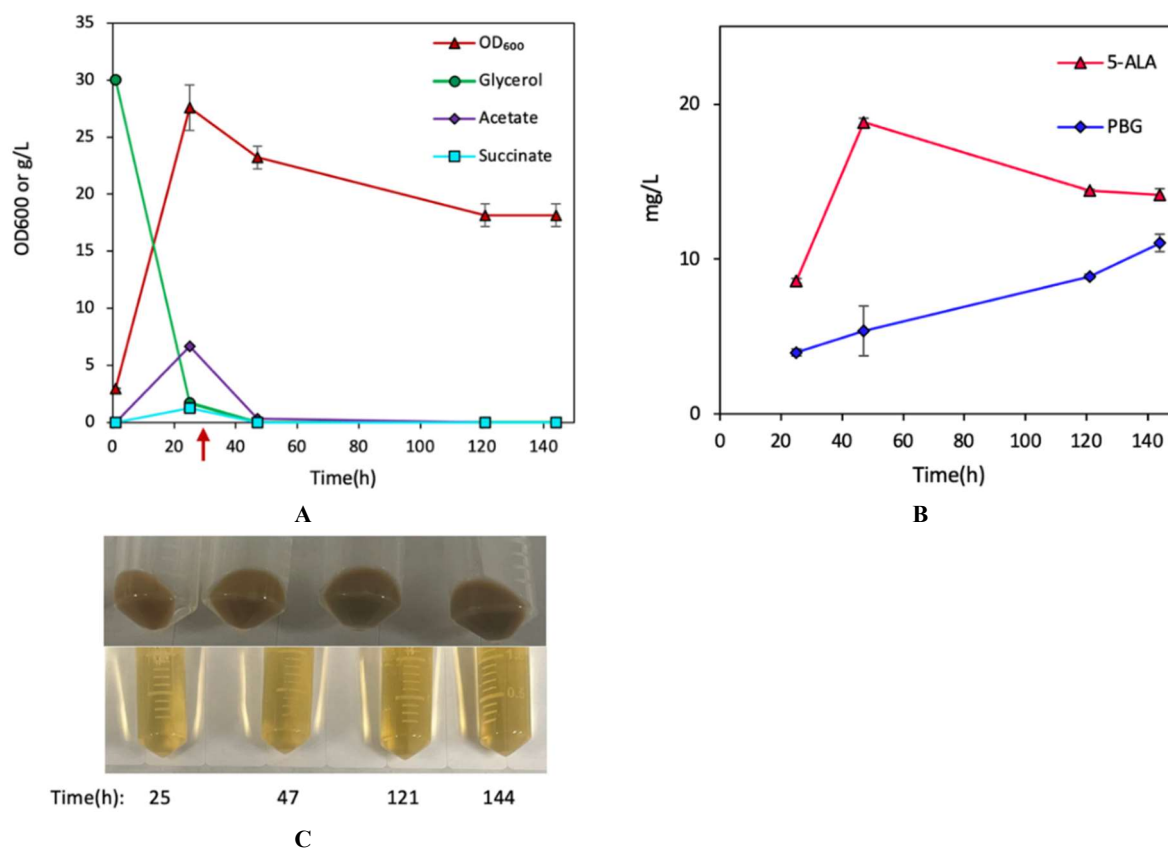 35
30
25
20
15
10
5
0
OD600 or g/L
OD₆₀₀
Glycerol
Acetate
Succinate
0 20 40 60 80 100 120 140
Time(h)
A
20
10
0
mg/L
5-ALA
PBG
0 20 40 60 80 100 120 140
Time(h)
B
0.5
Time(h): 25 47 121 144
C